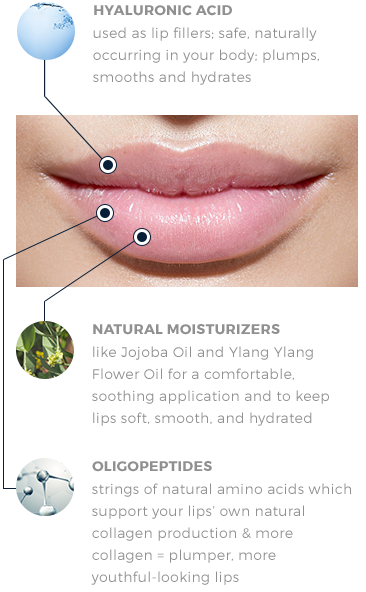 HYALURONIC ACID
used as lip fillers; safe, naturally
occurring in your body; plumps,
smooths and hydrates
NATURAL MOISTURIZERS
like Jojoba Oil and Ylang Ylang
Flower Oil for a comfortable,
soothing application and to keep
lips soft, smooth, and hydrated
OLIGOPEPTIDES
strings of natural amino acids which
support your lips' own natural
collagen production & more
collagen = plumper, more
youthful-looking lips